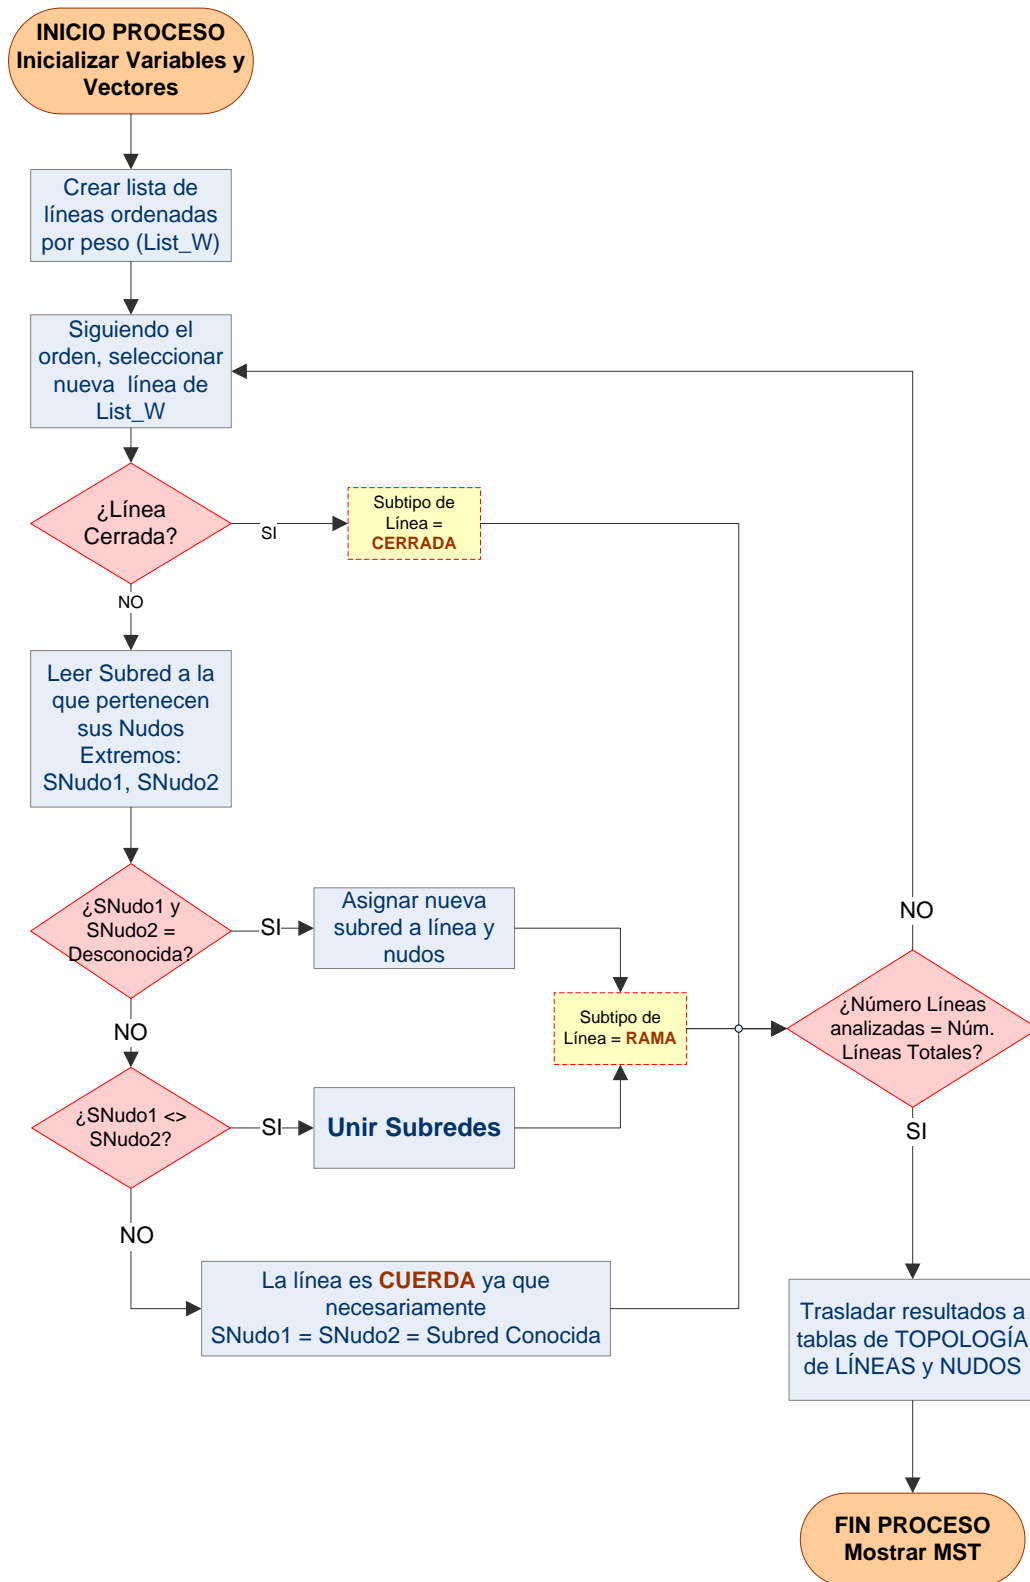 INICIO PROCESO
Inicializar Variables y
Vectores
Crear lista de
líneas ordenadas
por peso (List_W)
Siguiendo el
orden, seleccionar
nueva línea de
List_W
¿Línea
Cerrada?
SI
Subtipo de
Línea =
CERRADA
NO
Leer Subred a la
que pertenecen
sus Nudos
Extremos:
SNudo1, SNudo2
¿SNudo1 y
SNudo2 =
Desconocida?
SI
Asignar nueva
subred a línea y
nudos
NO
Subtipo de
Línea = RAMA
¿SNudo1 <>
SNudo2?
SI
Unir Subredes
NO
La línea es CUERDA ya que
necesariamente
SNudo1 = SNudo2 = Subred Conocida
NO
¿Número Líneas
analizadas = Núm.
Líneas Totales?
SI
Trasladar resultados a
tablas de TOPOLOGÍA
de LÍNEAS y NUDOS
FIN PROCESO
Mostrar MST